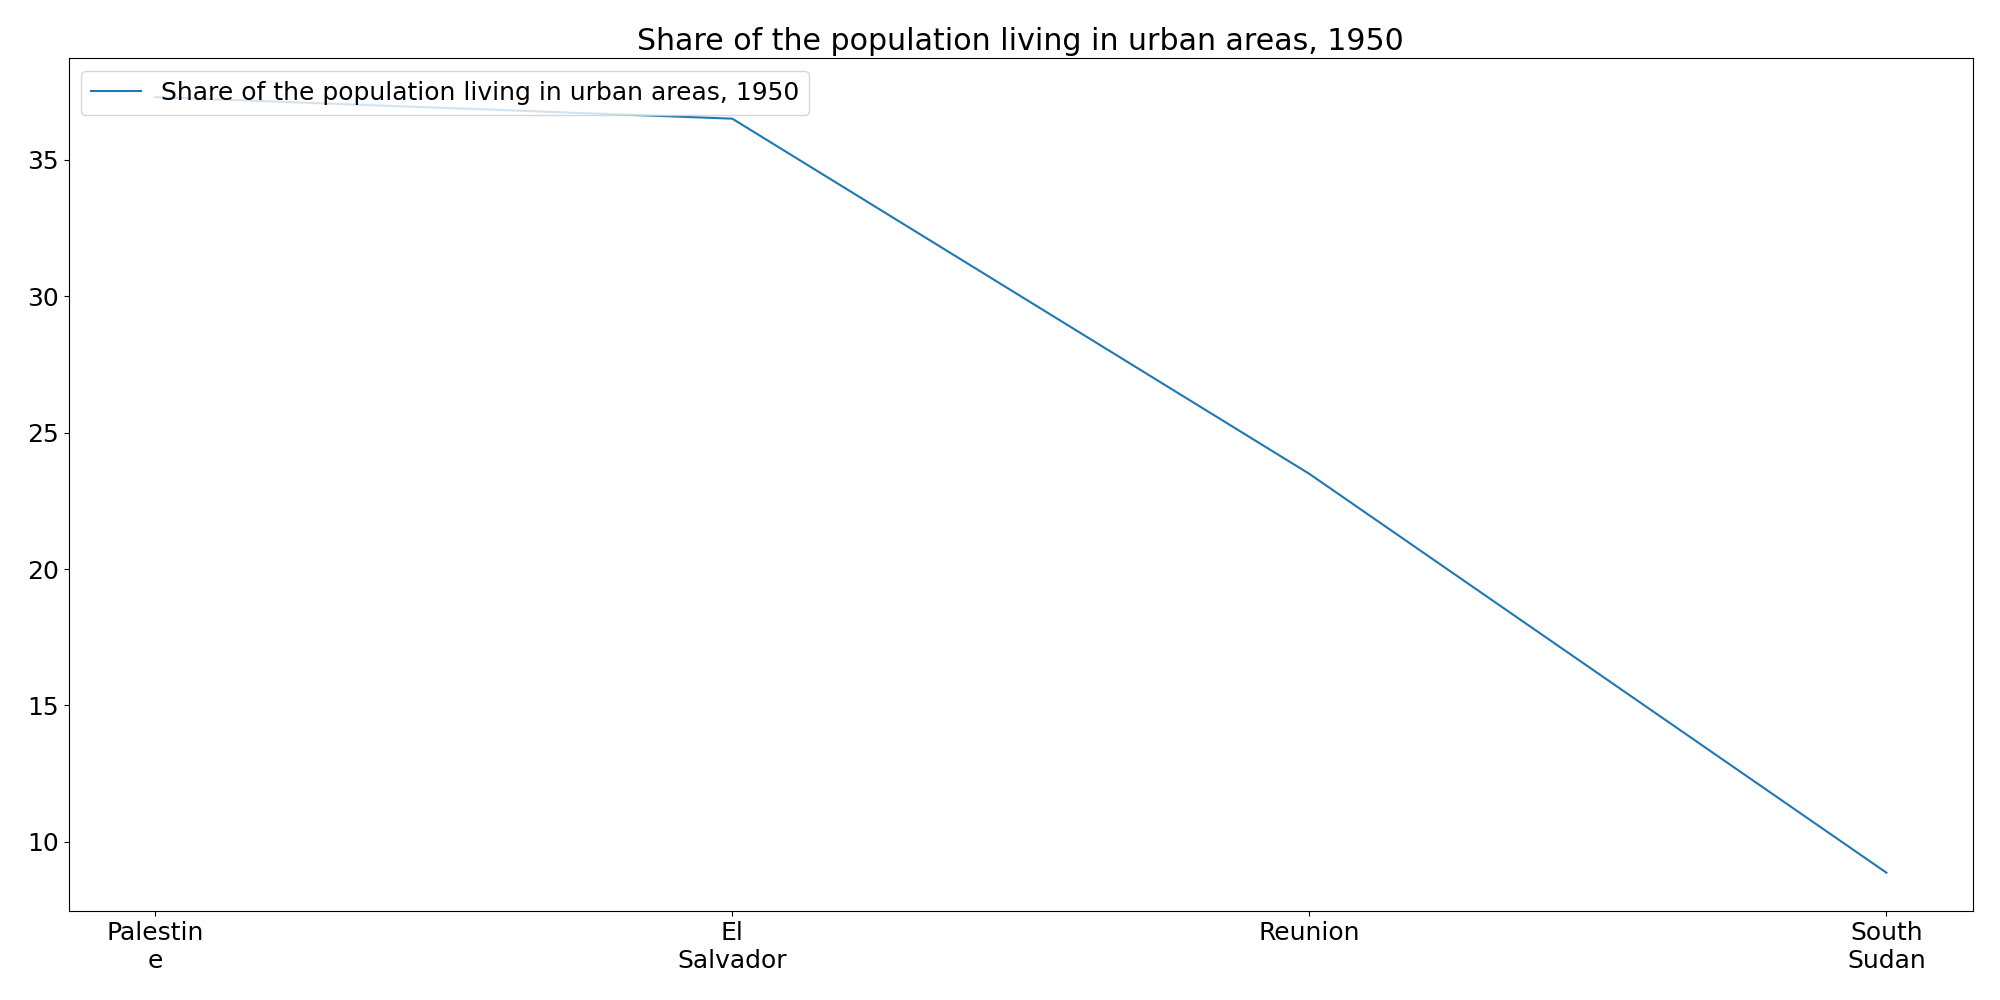 Share of the population living in urban areas, 1950
Share of the population living in urban areas, 1950
35
30
25
20
15
10
Palestin
e
El
Salvador
Reunion
South
Sudan